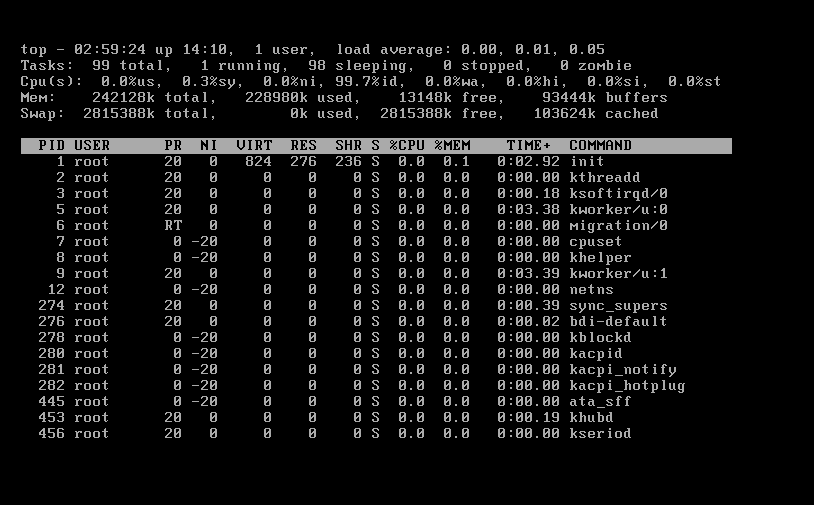 top - 02:59:24 up 14:10,  1 user,  load average: 0.00, 0.01, 0.05
Tasks:  99 total,   1 running,  98 sleeping,   0 stopped,   0 zombie
Cpu(s):  0.0%us,  0.3%sy,  0.0%ni, 99.7%id,  0.0%wa,  0.0%hi,  0.0%si,  0.0%st
Mem:    242128k total,   228980k used,    13148k free,    93444k buffers
Swap:  2815388k total,        0k used,  2815388k free,   103624k cached
  PID USER      PR  NI  VIRT  RES  SHR S %CPU %MEM    TIME+  COMMAND
    1 root      20   0   824  276  236 S  0.0  0.1   0:02.92 init
    2 root      20   0     0    0    0 S  0.0  0.0   0:00.00 kthreadd
    3 root      20   0     0    0    0 S  0.0  0.0   0:00.18 ksoftirqd/0
    5 root      20   0     0    0    0 S  0.0  0.0   0:03.38 kworker/u:0
    6 root      RT   0     0    0    0 S  0.0  0.0   0:00.00 migration/0
    7 root       0 -20     0    0    0 S  0.0  0.0   0:00.00 cpuset
    8 root       0 -20     0    0    0 S  0.0  0.0   0:00.00 khelper
    9 root      20   0     0    0    0 S  0.0  0.0   0:03.39 kworker/u:1
   12 root       0 -20     0    0    0 S  0.0  0.0   0:00.00 netns
  274 root      20   0     0    0    0 S  0.0  0.0   0:00.39 sync_supers
  276 root      20   0     0    0    0 S  0.0  0.0   0:00.02 bdi-default
  278 root       0 -20     0    0    0 S  0.0  0.0   0:00.00 kblockd
  280 root       0 -20     0    0    0 S  0.0  0.0   0:00.00 kacpid
  281 root       0 -20     0    0    0 S  0.0  0.0   0:00.00 kacpi_notify
  282 root       0 -20     0    0    0 S  0.0  0.0   0:00.00 kacpi_hotplug
  445 root       0 -20     0    0    0 S  0.0  0.0   0:00.00 ata_sff
  453 root      20   0     0    0    0 S  0.0  0.0   0:00.19 khubd
  456 root      20   0     0    0    0 S  0.0  0.0   0:00.00 kseriod